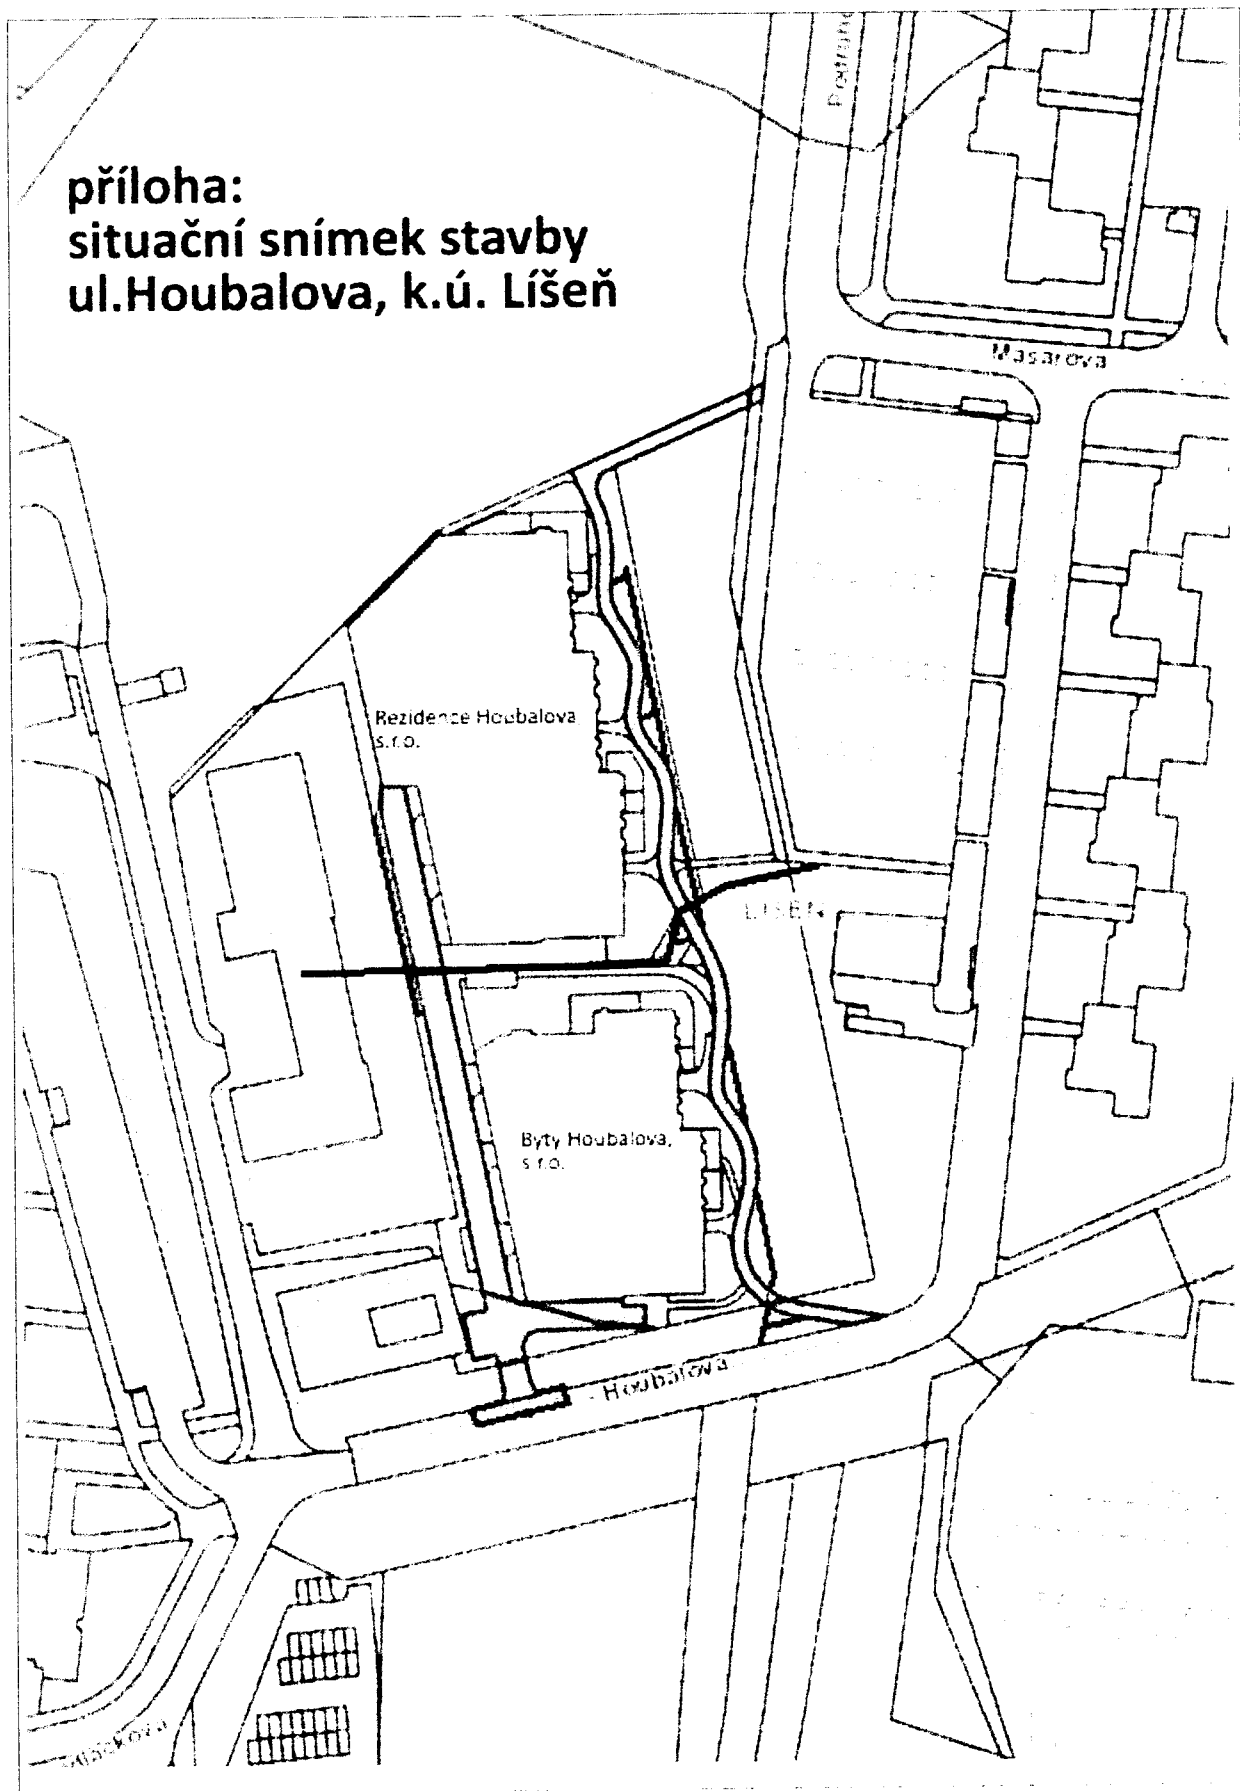 příloha:
situační snímek stavby
ul.Houbalova, k.ú. Líšeň
Masarova
Rezidence Houbalova
s.r.o.
LÍŠEŇ
Byty Houbalova,
s.r.o.
Houbalova